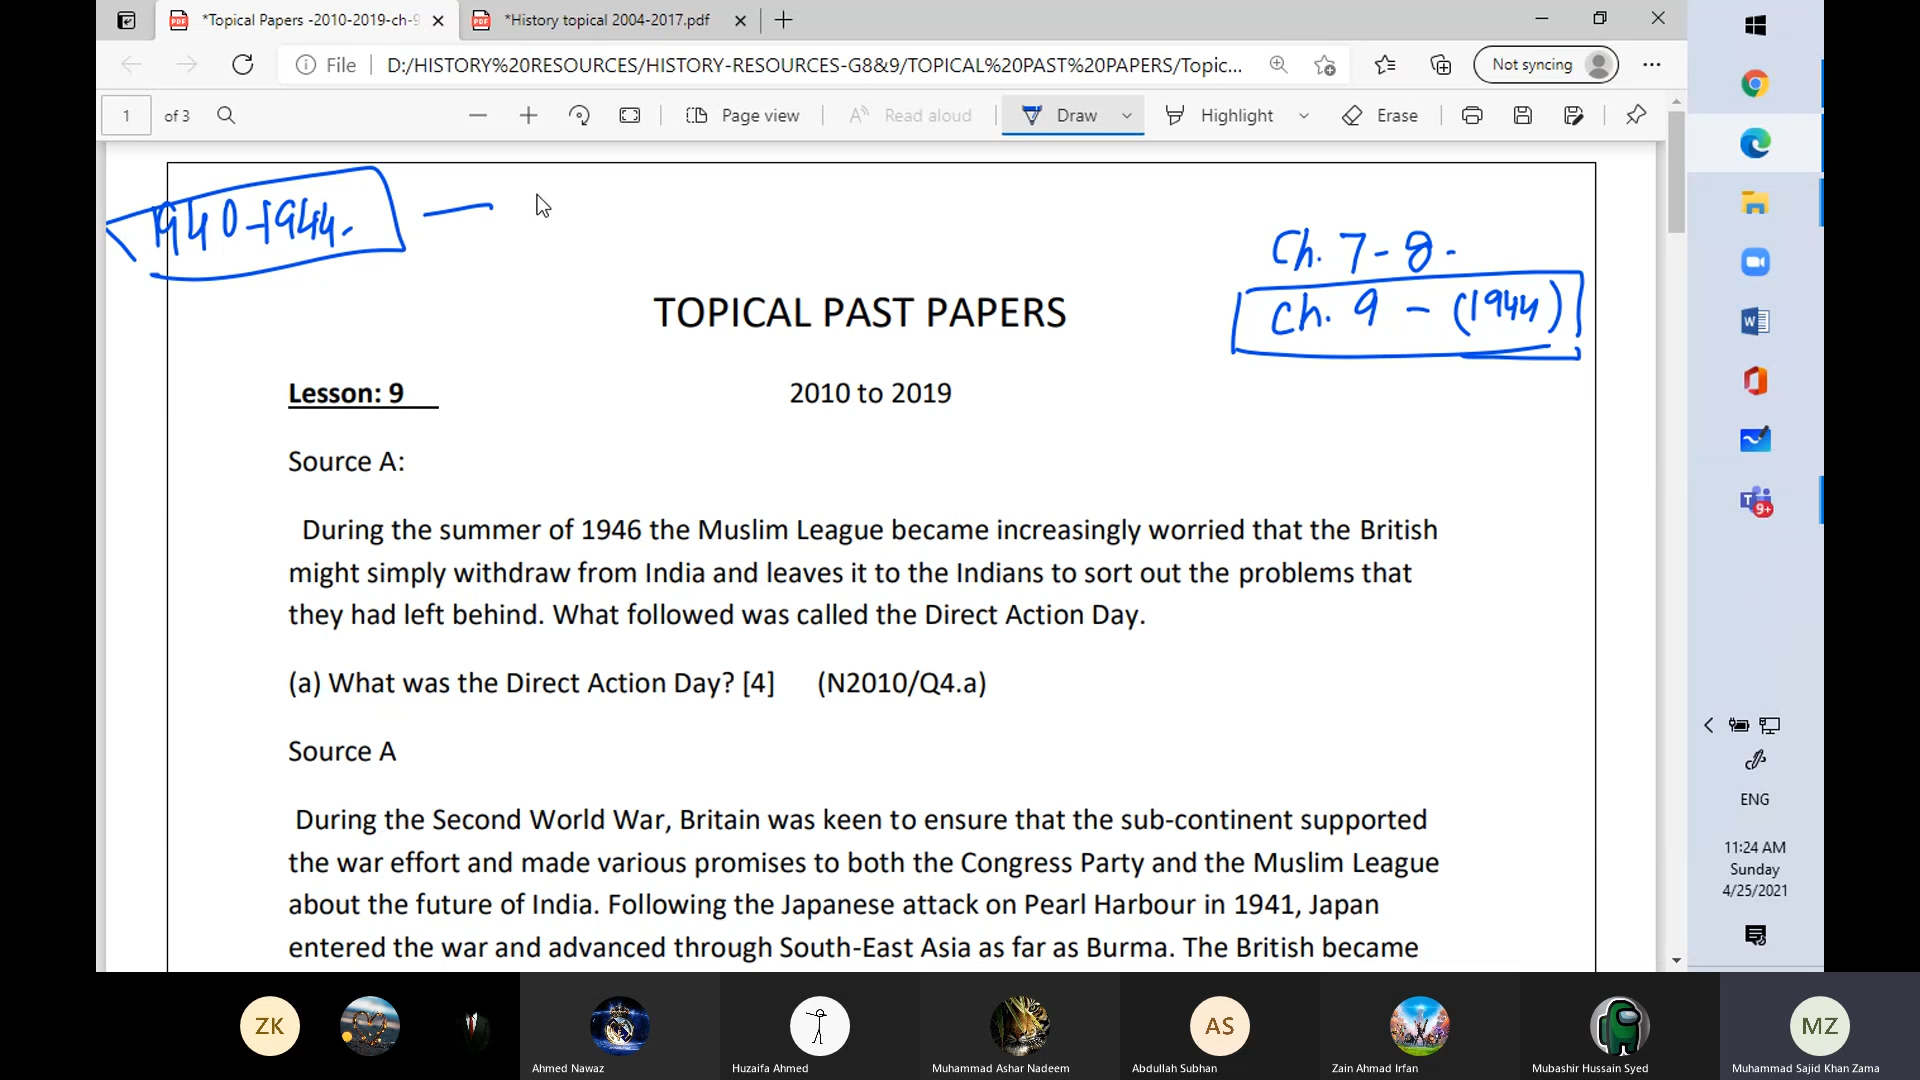 *Topical Papers -2010-2019-ch-9
*History topical 2004-2017.pdf
File
D:/HISTORY%20RESOURCES/HISTORY-RESOURCES-G8&9/TOPICAL%20PAST%20PAPERS/Topic...
Not syncing
1 of 3
Page view
Read aloud
Draw
Highlight
Erase
1940-1944.
Ch. 7-8.
Ch. 9 - (1944)
TOPICAL PAST PAPERS
Lesson: 9 2010 to 2019
Source A:
During the summer of 1946 the Muslim League became increasingly worried that the British
might simply withdraw from India and leaves it to the Indians to sort out the problems that
they had left behind. What followed was called the Direct Action Day.
(a) What was the Direct Action Day? [4] (N2010/Q4.a)
Source A
During the Second World War, Britain was keen to ensure that the sub-continent supported
the war effort and made various promises to both the Congress Party and the Muslim League
about the future of India. Following the Japanese attack on Pearl Harbour in 1941, Japan
entered the war and advanced through South-East Asia as far as Burma. The British became
9+
ENG
11:24 AM
Sunday
4/25/2021
ZK
AS
MZ
Ahmed Nawaz
Huzaifa Ahmed
Muhammad Ashar Nadeem
Abdullah Subhan
Zain Ahmad Irfan
Mubashir Hussain Syed
Muhammad Sajid Khan Zama